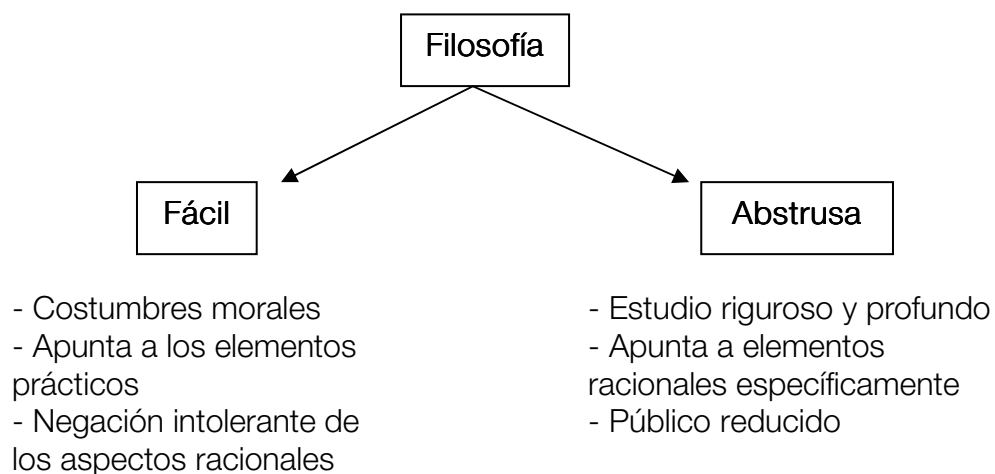 Filosofía
Fácil
Abstrusa
- Costumbres morales
- Apunta a los elementos
prácticos
- Negación intolerante de
los aspectos racionales
- Estudio riguroso y profundo
- Apunta a elementos
racionales específicamente
- Público reducido